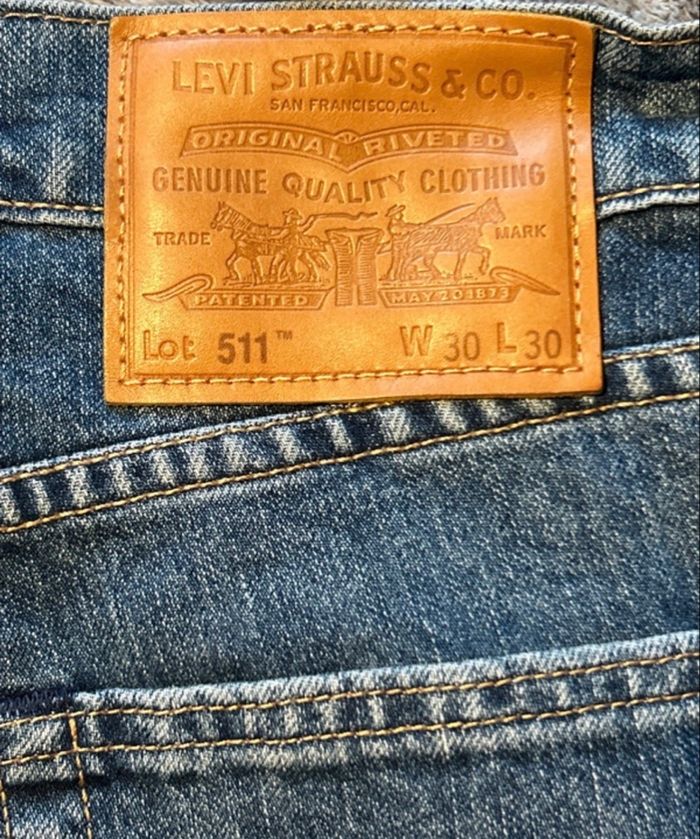 LEVI STRAUSS & CO.
SAN FRANCISCO, CAL.
ORIGINAL RIVETED
GENUINE QUALITY CLOTHING
TRADE MARK
PATENTED MAY 20 1873
Lot 511™ W 30 L 30